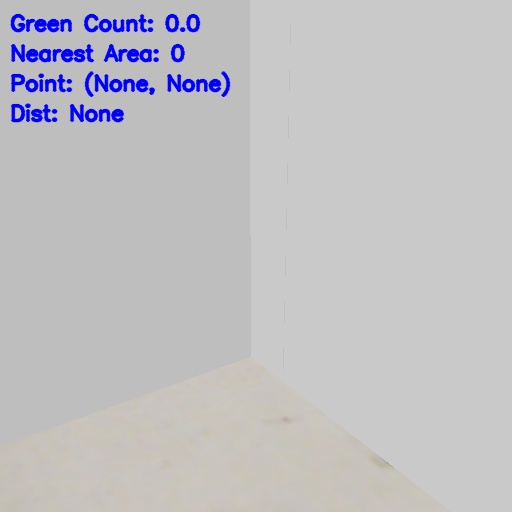 Green Count: 0.0
Nearest Area: 0
Point: (None, None)
Dist: None